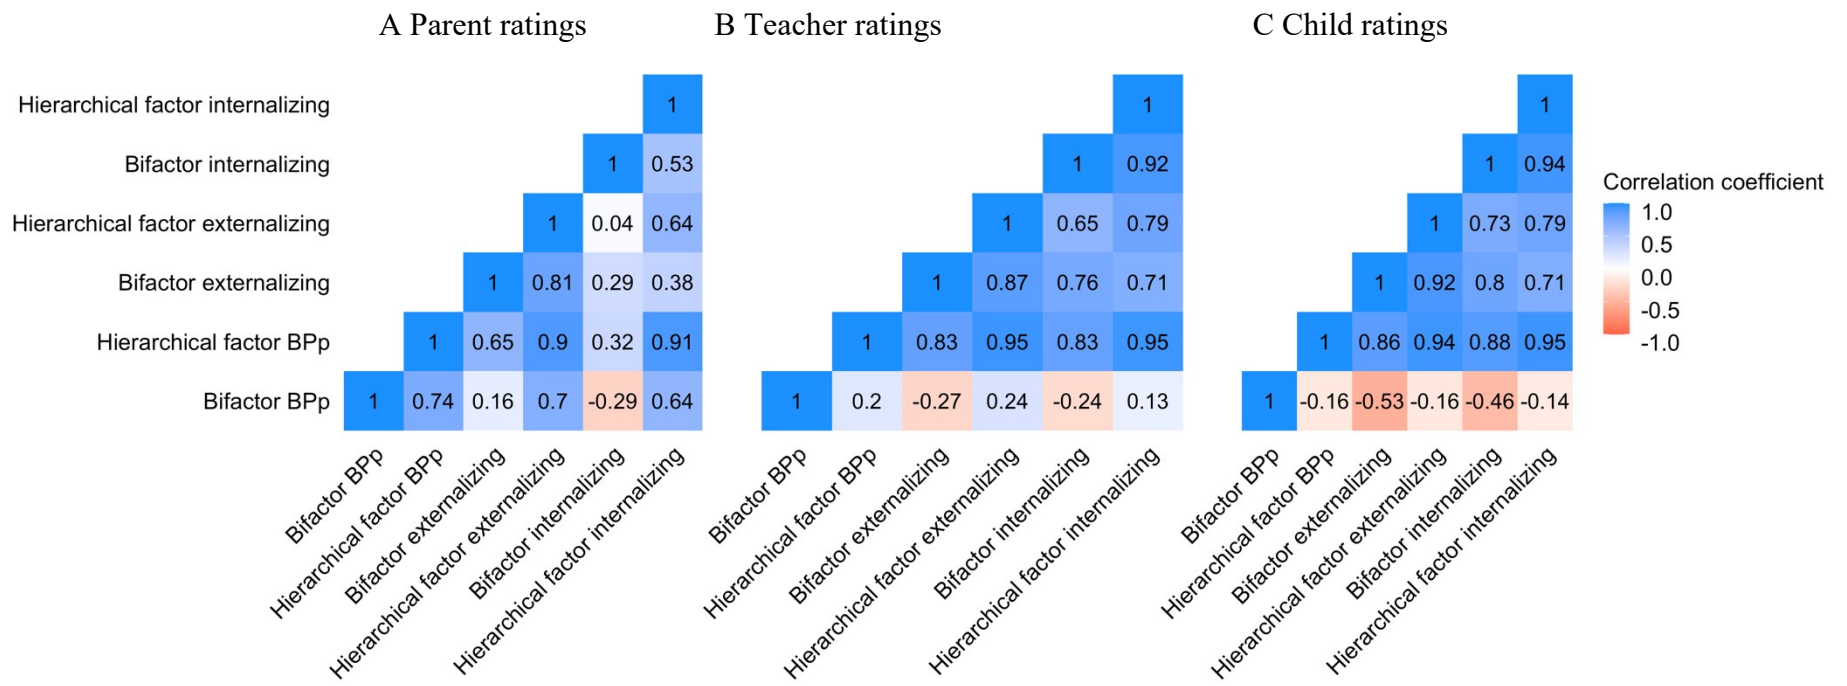 A Parent ratings B Teacher ratings C Child ratings
Hierarchical factor internalizing 1 1 1
Bifactor internalizing 1 0.53 1 0.92 1 0.94
Hierarchical factor externalizing 1 0.04 0.64 1 0.65 0.79 1 0.73 0.79
Bifactor externalizing 1 0.81 0.29 0.38 1 0.87 0.76 0.71 1 0.92 0.8 0.71
Hierarchical factor BPp 1 0.65 0.9 0.32 0.91 1 0.83 0.95 0.83 0.95 1 0.86 0.94 0.88 0.95
Bifactor BPp 1 0.74 0.16 0.7 -0.29 0.64 1 0.2 -0.27 0.24 -0.24 0.13 1 -0.16 -0.53 -0.16 -0.46 -0.14
Bifactor BPp
Hierarchical factor BPp
Bifactor externalizing
Hierarchical factor externalizing
Bifactor internalizing
Hierarchical factor internalizing
Bifactor BPp
Hierarchical factor BPp
Bifactor externalizing
Hierarchical factor externalizing
Bifactor internalizing
Hierarchical factor internalizing
Bifactor BPp
Hierarchical factor BPp
Bifactor externalizing
Hierarchical factor externalizing
Bifactor internalizing
Hierarchical factor internalizing
Correlation coefficient
1.0
0.5
0.0
-0.5
-1.0